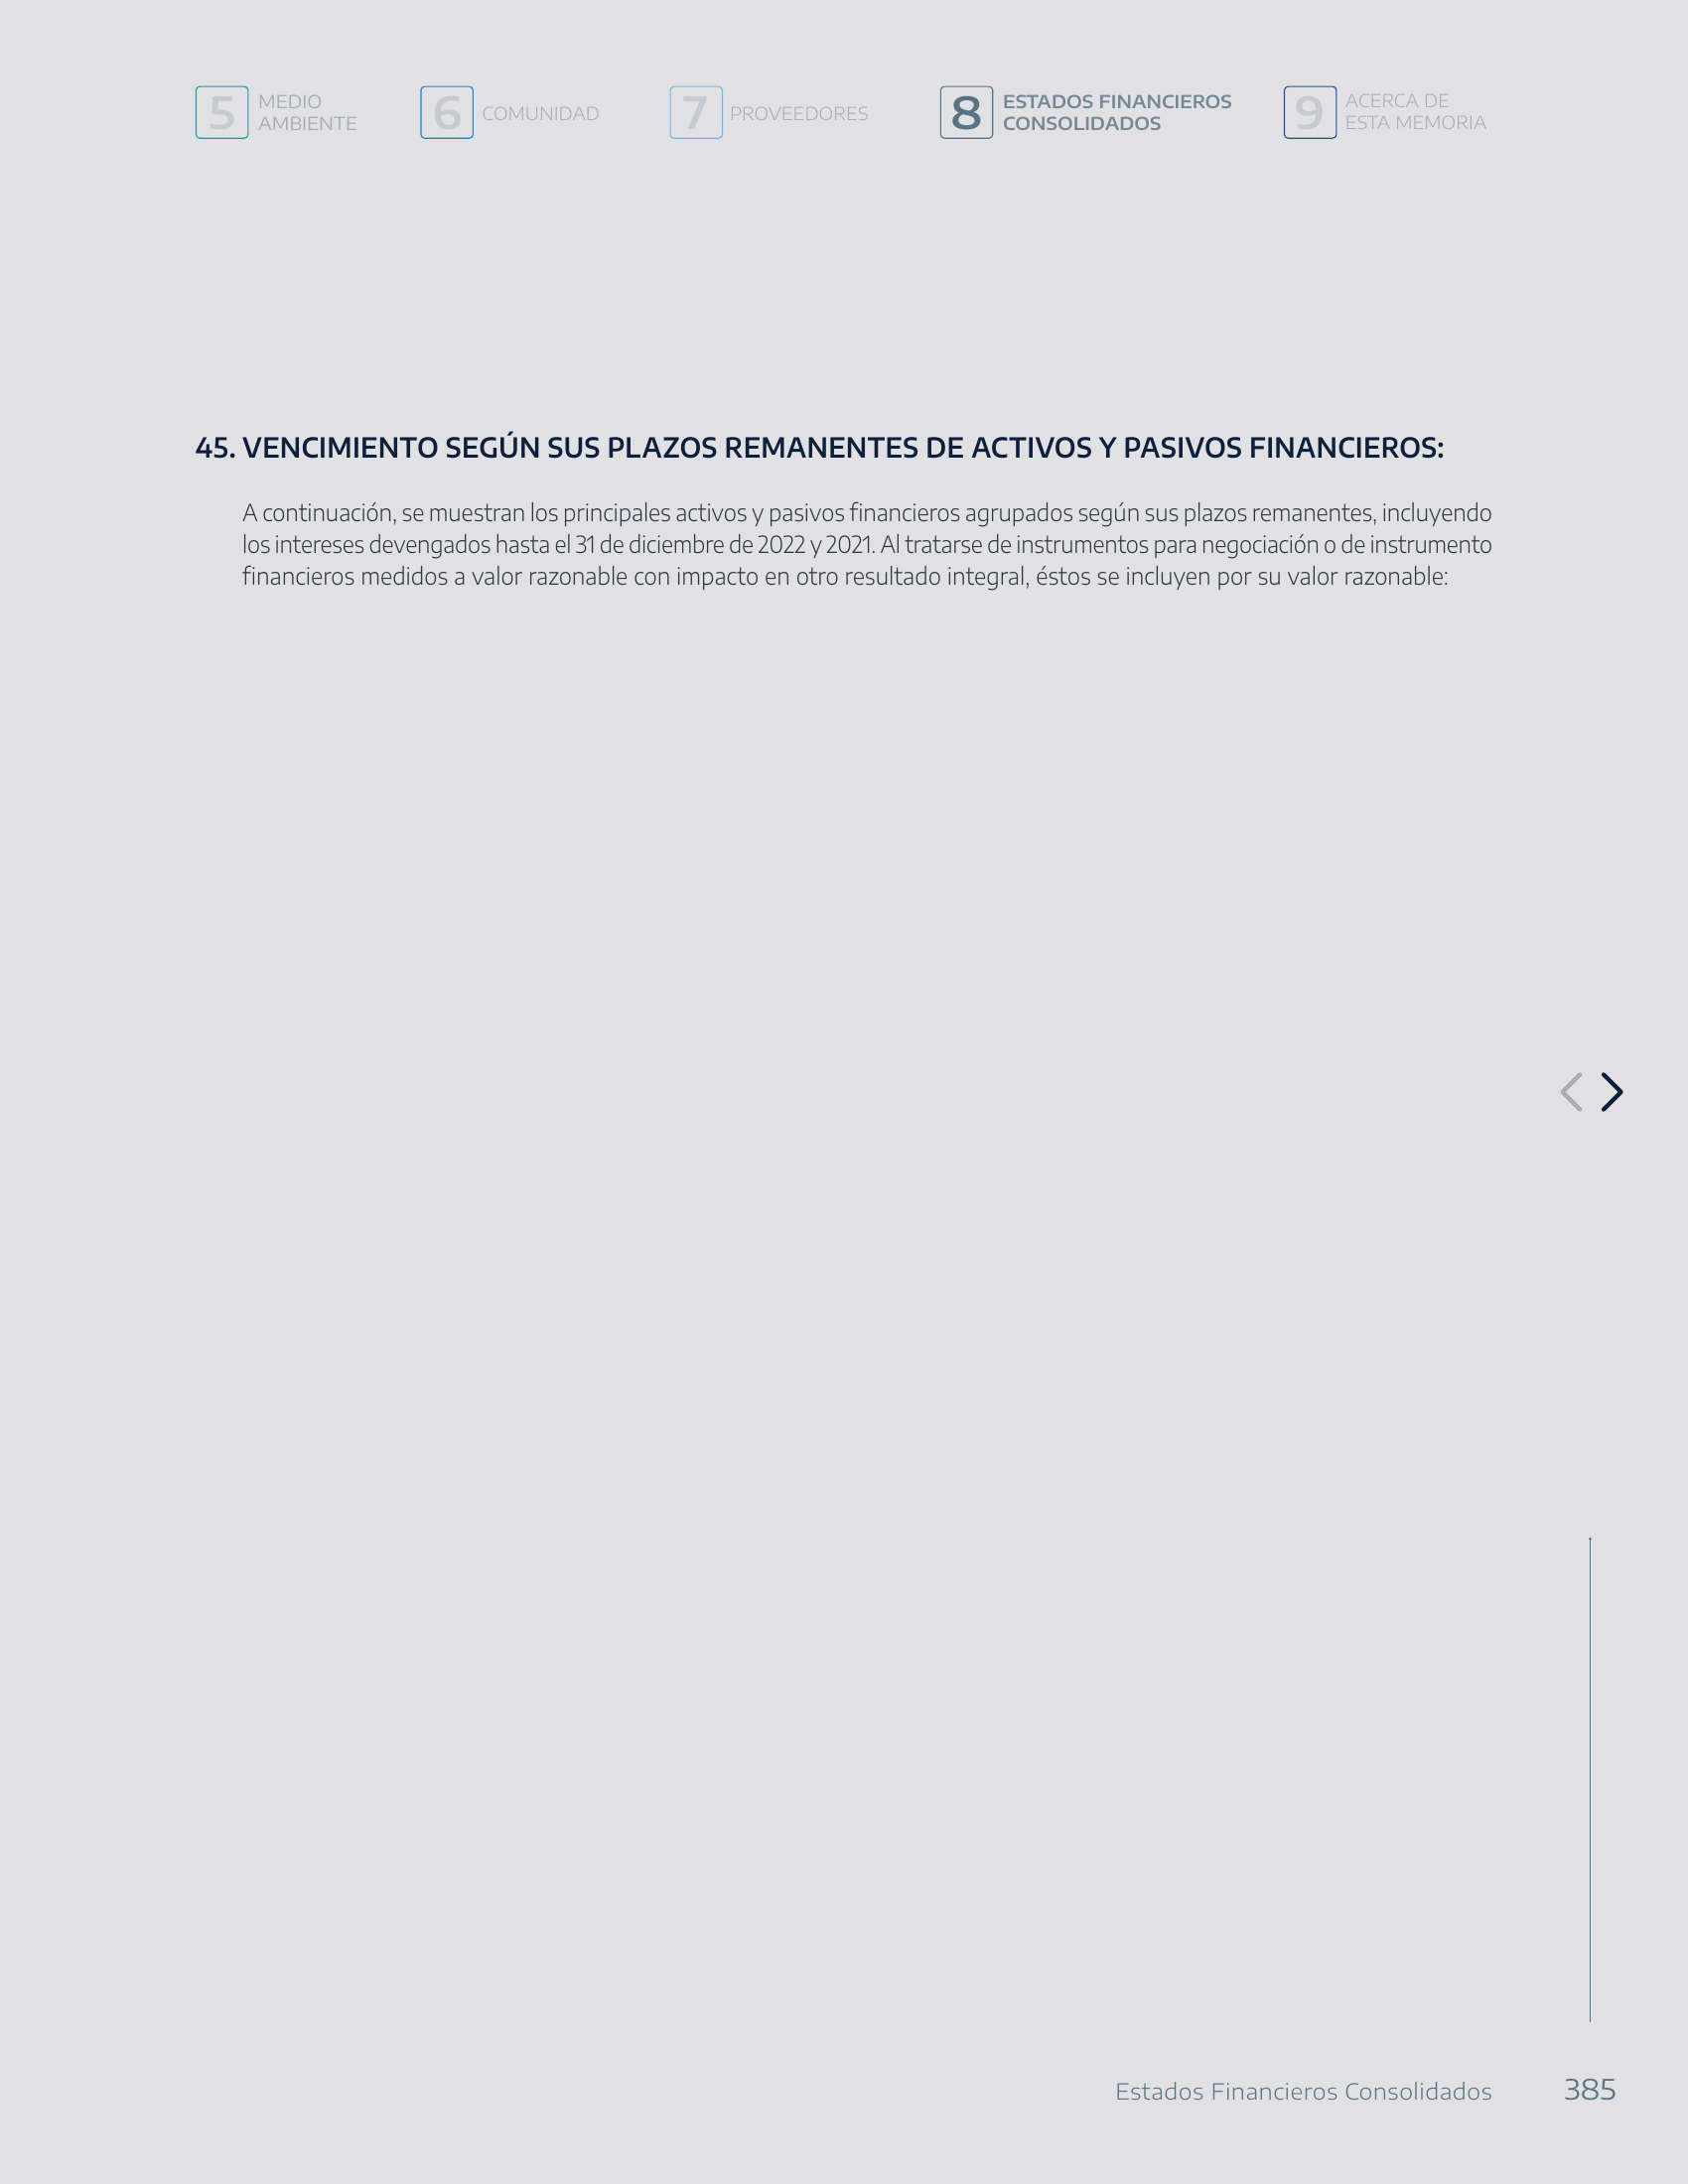 5 MEDIO
AMBIENTE
6 COMUNIDAD
7 PROVEEDORES
8 ESTADOS FINANCIEROS
CONSOLIDADOS
9 ACERCA DE
ESTA MEMORIA
45. VENCIMIENTO SEGÚN SUS PLAZOS REMANENTES DE ACTIVOS Y PASIVOS FINANCIEROS:
A continuación, se muestran los principales activos y pasivos financieros agrupados según sus plazos remanentes, incluyendo
los intereses devengados hasta el 31 de diciembre de 2022 y 2021. Al tratarse de instrumentos para negociación o de instrumento
financieros medidos a valor razonable con impacto en otro resultado integral, éstos se incluyen por su valor razonable:
Estados Financieros Consolidados 385